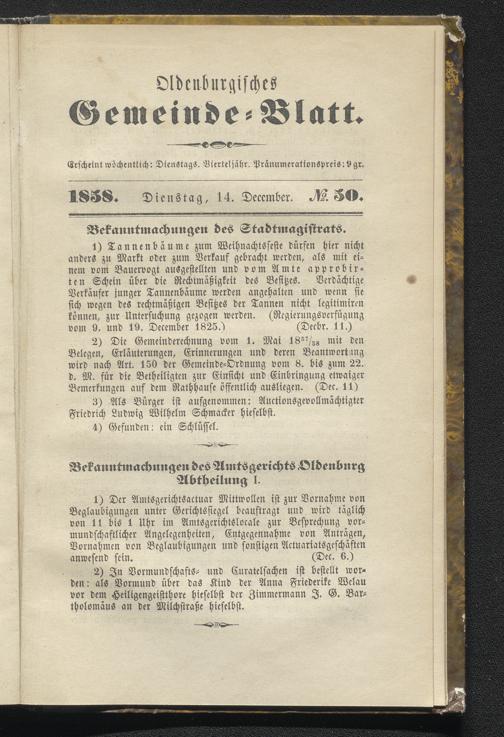 Oldenburgisches
Gemeinde-Blatt.
Erscheint wöchentlich: Dienstags. Vierteljähr. Pränumerationspreis: 9 gr.
1858. Dienstag, 14. December. №. 50.
Bekanntmachungen des Stadtmagistrats.
1) Tannenbäume zum Weihnachtsfeste dürfen hier nicht
anders zu Markt oder zum Verkauf gebracht werden, als mit ei-
nem vom Bauervogt ausgestellten und vom Amte approbir-
ten Schein über die Rechtmäßigkeit des Besitzes. Verdächtige
Verkäufer junger Tannenbäume werden angehalten und wenn sie
sich wegen des rechtmäßigen Besitzes der Tannen nicht legitimiren
können, zur Untersuchung gezogen werden. (Regierungsverfügung
vom 9. und 19. December 1825.) (Decbr. 11.)
2) Die Gemeinderechnung vom 1. Mai 18⁵⁷/₅₈ mit den
Belegen, Erläuterungen, Erinnerungen und deren Beantwortung
wird nach Art. 150 der Gemeinde-Ordnung vom 8. bis zum 22.
d. M. für die Betheiligten zur Einsicht und Einbringung etwaiger
Bemerkungen auf dem Rathhause öffentlich ausliegen. (Dec. 11)
3) Als Bürger ist aufgenommen: Auctionsgevollmächtigter
Friedrich Ludwig Wilhelm Schmacker hieselbst.
4) Gefunden: ein Schlüssel.
Bekanntmachungen des Amtsgerichts Oldenburg
Abtheilung I.
1) Der Amtsgerichtsactuar Mittwollen ist zur Vornahme von
Beglaubigungen unter Gerichtssiegel beauftragt und wird täglich
von 11 bis 1 Uhr im Amtsgerichtslocale zur Besprechung vor-
mundschaftlicher Angelegenheiten, Entgegennahme von Anträgen,
Vornahmen von Beglaubigungen und sonstigen Actuariatsgeschäften
anwesend sein. (Dec. 6.)
2) In Vormundschafts- und Curatelsachen ist bestellt wor-
den: als Vormund über das Kind der Anna Friederike Welau
vor dem Heiligengeistthore hieselbst der Zimmermann J. G. Bar-
tholomäus an der Milchstraße hieselbst.